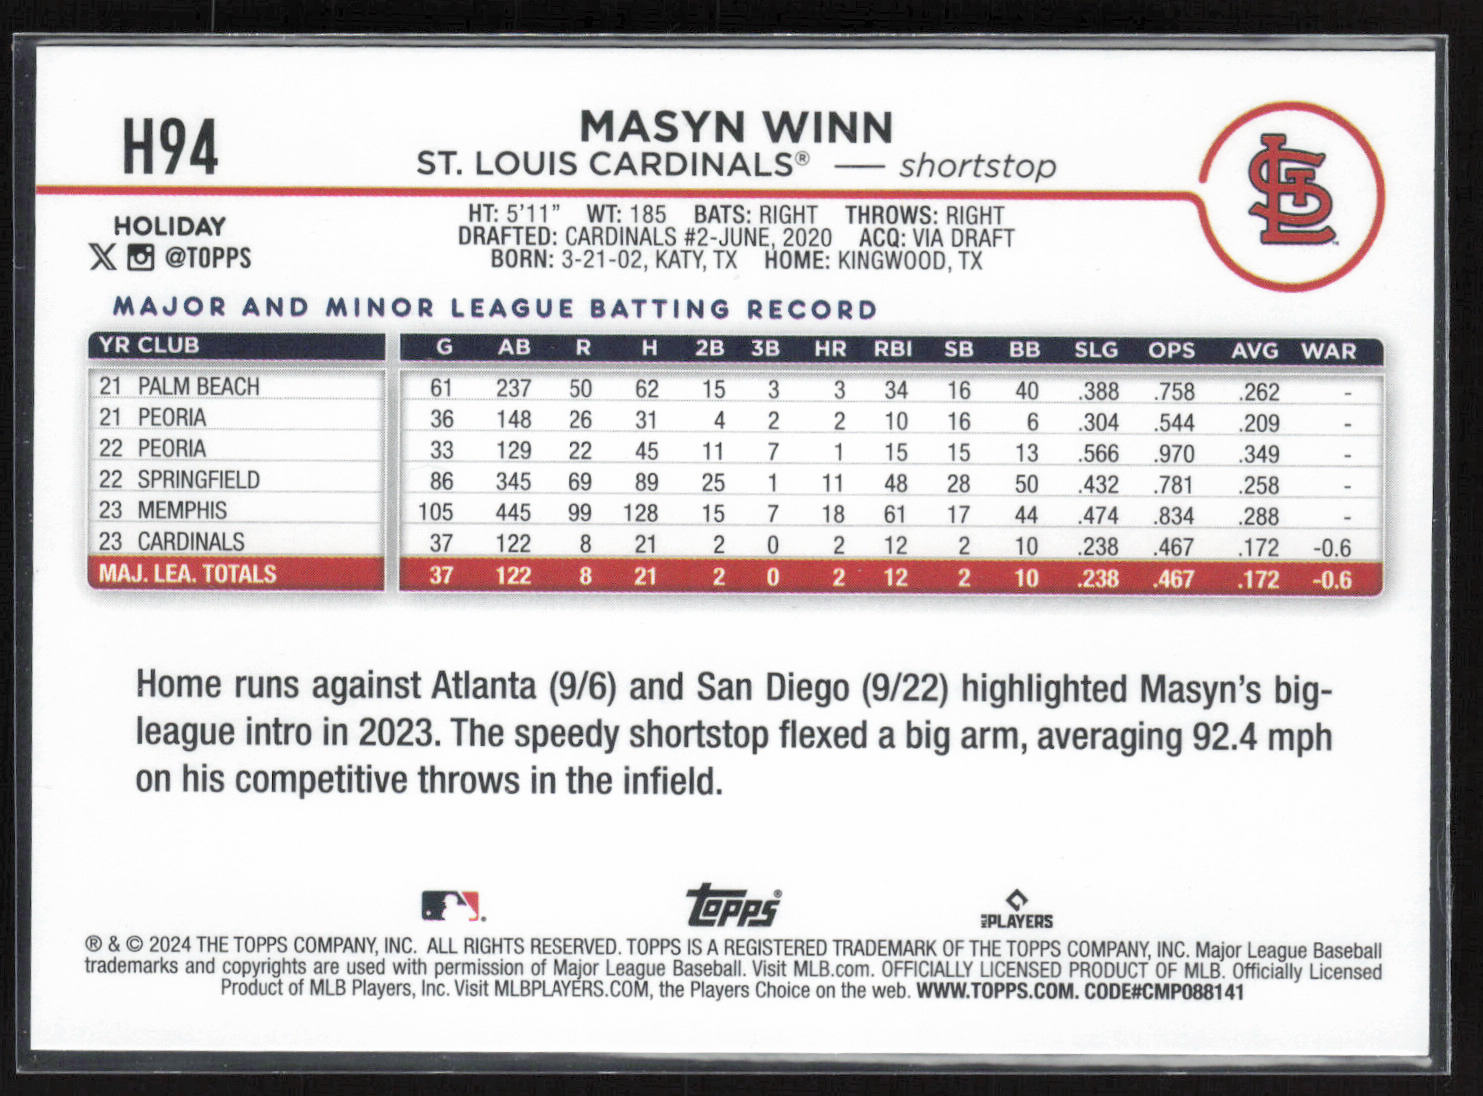 H94
MASYN WINN
ST. LOUIS CARDINALS® — shortstop
STL
HOLIDAY
X @TOPPS
HT: 5'11" WT: 185 BATS: RIGHT THROWS: RIGHT
DRAFTED: CARDINALS #2-JUNE, 2020 ACQ: VIA DRAFT
BORN: 3-21-02, KATY, TX HOME: KINGWOOD, TX
MAJOR AND MINOR LEAGUE BATTING RECORD
YR CLUB G AB R H 2B 3B HR RBI SB BB SLG OPS AVG WAR
21 PALM BEACH 61 237 50 62 15 3 3 34 16 40 .388 .758 .262 -
21 PEORIA 36 148 26 31 4 2 2 10 16 6 .304 .544 .209 -
22 PEORIA 33 129 22 45 11 7 1 15 15 13 .566 .970 .349 -
22 SPRINGFIELD 86 345 69 89 25 1 11 48 28 50 .432 .781 .258 -
23 MEMPHIS 105 445 99 128 15 7 18 61 17 44 .474 .834 .288 -
23 CARDINALS 37 122 8 21 2 0 2 12 2 10 .238 .467 .172 -0.6
MAJ. LEA. TOTALS 37 122 8 21 2 0 2 12 2 10 .238 .467 .172 -0.6
Home runs against Atlanta (9/6) and San Diego (9/22) highlighted Masyn's big-
league intro in 2023. The speedy shortstop flexed a big arm, averaging 92.4 mph
on his competitive throws in the infield.
Topps®
MLB PLAYERS
® & © 2024 THE TOPPS COMPANY, INC. ALL RIGHTS RESERVED. TOPPS IS A REGISTERED TRADEMARK OF THE TOPPS COMPANY, INC. Major League Baseball
trademarks and copyrights are used with permission of Major League Baseball. Visit MLB.com. OFFICIALLY LICENSED PRODUCT OF MLB. Officially Licensed
Product of MLB Players, Inc. Visit MLBPLAYERS.COM, the Players Choice on the web. WWW.TOPPS.COM. CODE#CMP088141